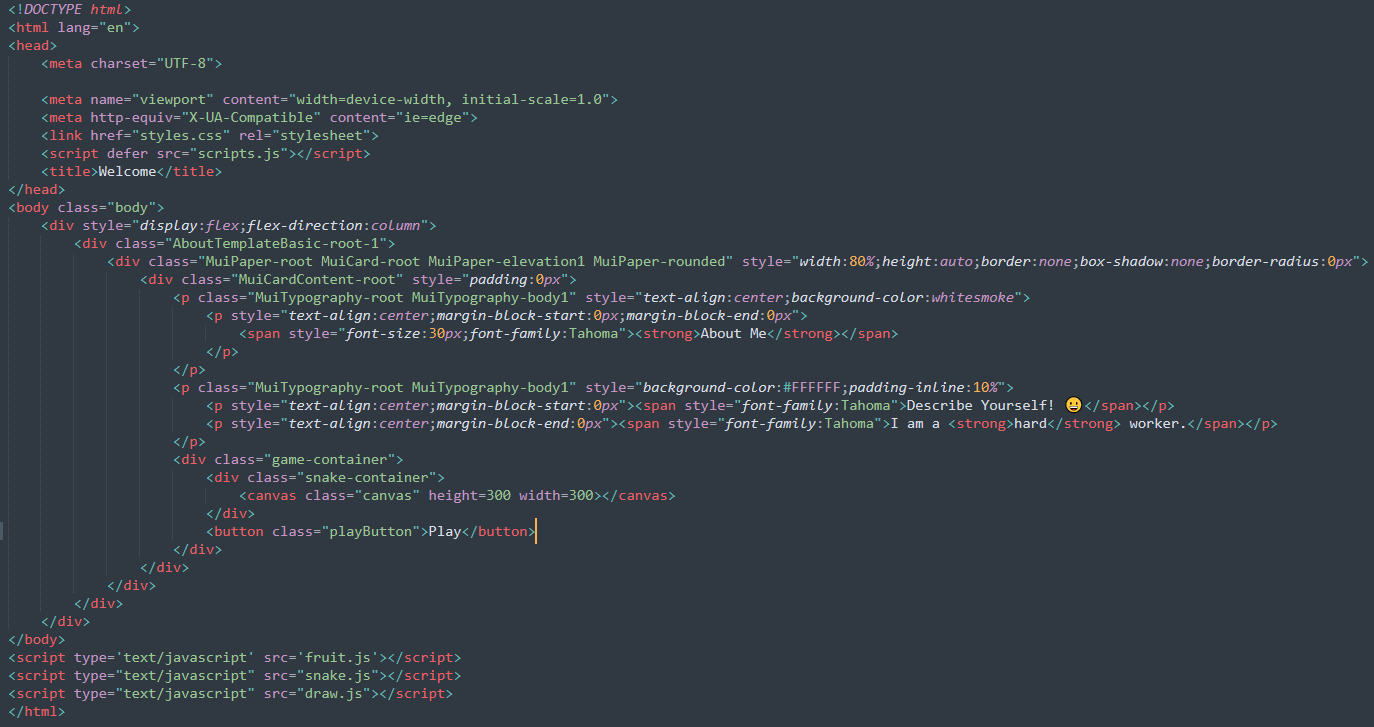 <!DOCTYPE html>
<html lang="en">
<head>
    <meta charset="UTF-8">

    <meta name="viewport" content="width=device-width, initial-scale=1.0">
    <meta http-equiv="X-UA-Compatible" content="ie=edge">
    <link href="styles.css" rel="stylesheet">
    <script defer src="scripts.js"></script>
    <title>Welcome</title>
</head>
<body class="body">
    <div style="display:flex;flex-direction:column">
        <div class="AboutTemplateBasic-root-1">
            <div class="MuiPaper-root MuiCard-root MuiPaper-elevation1 MuiPaper-rounded" style="width:80%;height:auto;border:none;box-shadow:none;border-radius:0px">
                <div class="MuiCardContent-root" style="padding:0px">
                    <p class="MuiTypography-root MuiTypography-body1" style="text-align:center;background-color:whitesmoke">
                        <p style="text-align:center;margin-block-start:0px;margin-block-end:0px">
                            <span style="font-size:30px;font-family:Tahoma"><strong>About Me</strong></span>
                        </p>
                    </p>
                    <p class="MuiTypography-root MuiTypography-body1" style="background-color:#FFFFFF;padding-inline:10%">
                        <p style="text-align:center;margin-block-start:0px"><span style="font-family:Tahoma">Describe Yourself! 😀</span></p>
                        <p style="text-align:center;margin-block-end:0px"><span style="font-family:Tahoma">I am a <strong>hard</strong> worker.</span></p>
                    </p>
                    <div class="game-container">
                        <div class="snake-container">
                            <canvas class="canvas" height=300 width=300></canvas>
                        </div>
                        <button class="playButton">Play</button>
                    </div>
                </div>
            </div>
        </div>
    </div>
</body>
<script type='text/javascript' src='fruit.js'></script>
<script type="text/javascript" src="snake.js"></script>
<script type="text/javascript" src="draw.js"></script>
</html>